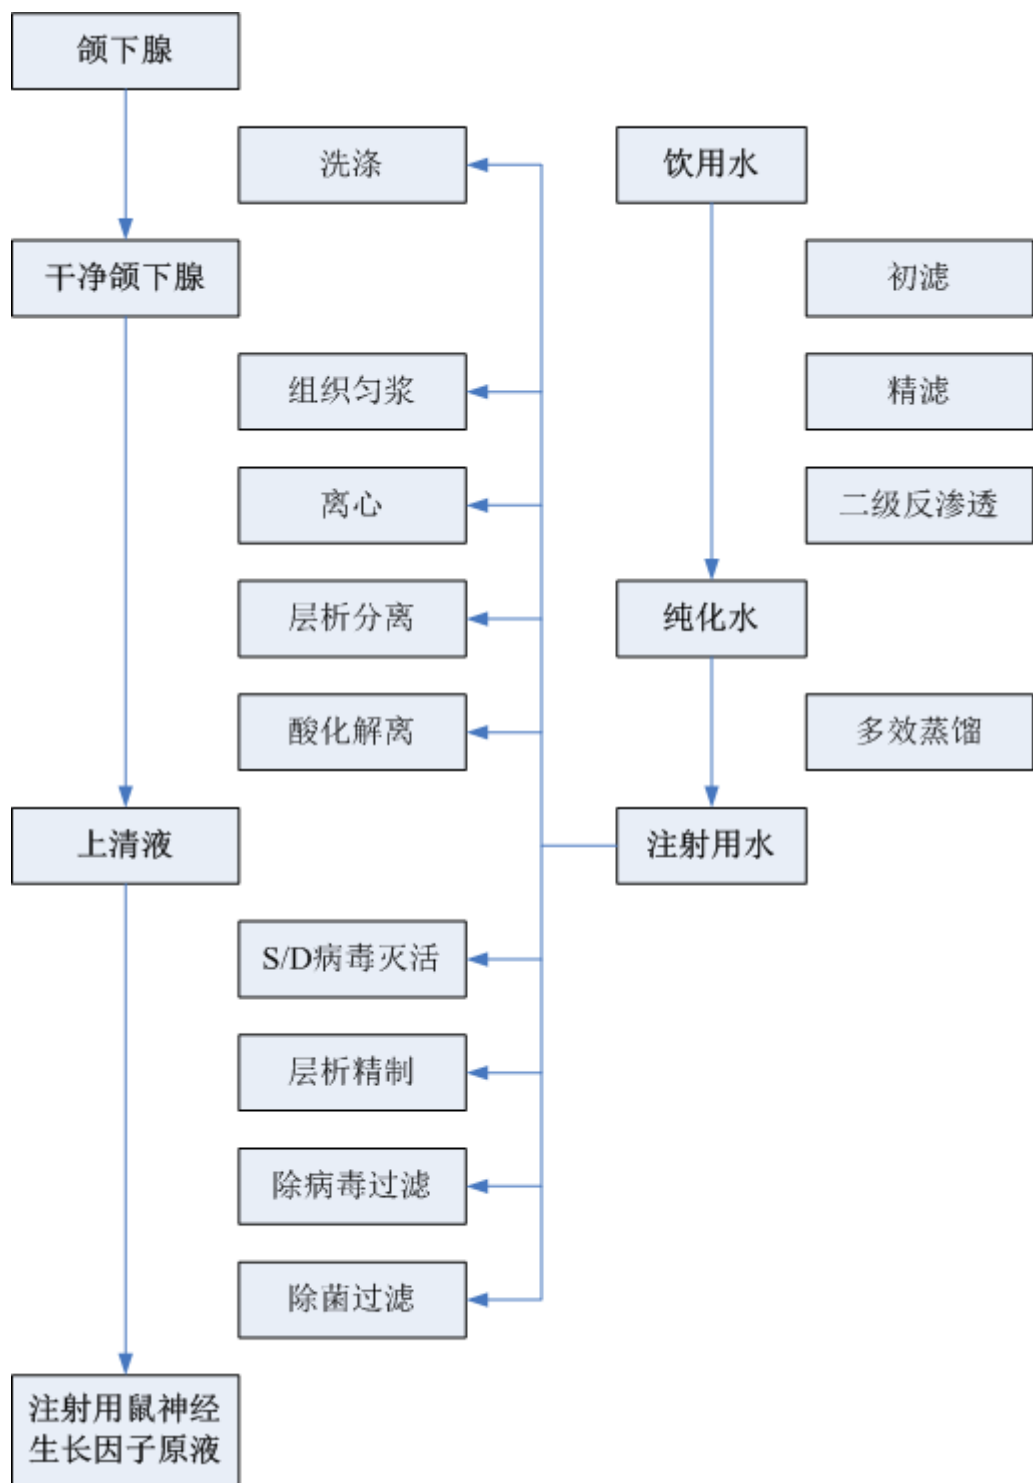 颌下腺
洗涤
饮用水
干净颌下腺
初滤
组织匀浆
精滤
离心
二级反渗透
层析分离
纯化水
酸化解离
多效蒸馏
上清液
注射用水
S/D病毒灭活
层析精制
除病毒过滤
除菌过滤
注射用鼠神经
生长因子原液